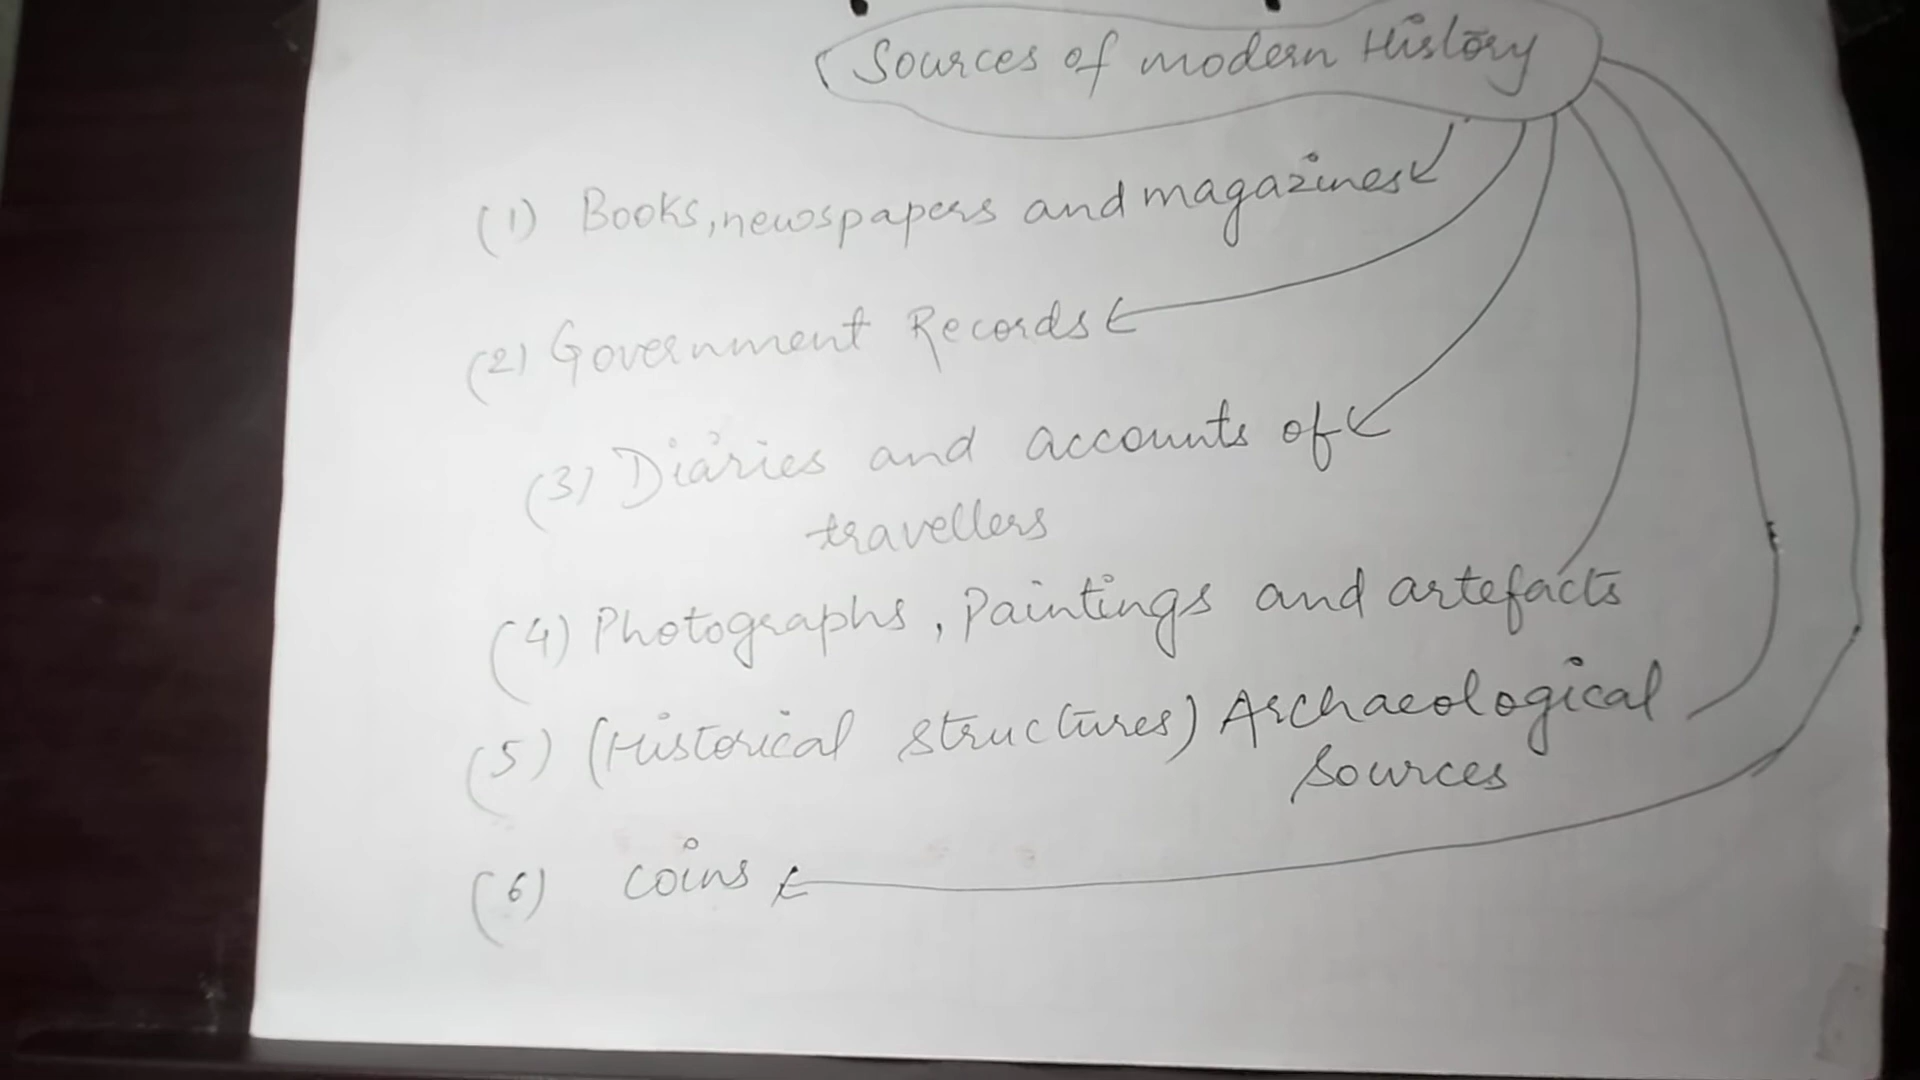 Sources of modern History
(1) Books, newspapers and magazines
(2) Government Records
(3) Diaries and accounts of
travellers
(4) Photographs, Paintings and artefacts
(5) (Historical structures) Archaeological
Sources
(6) coins